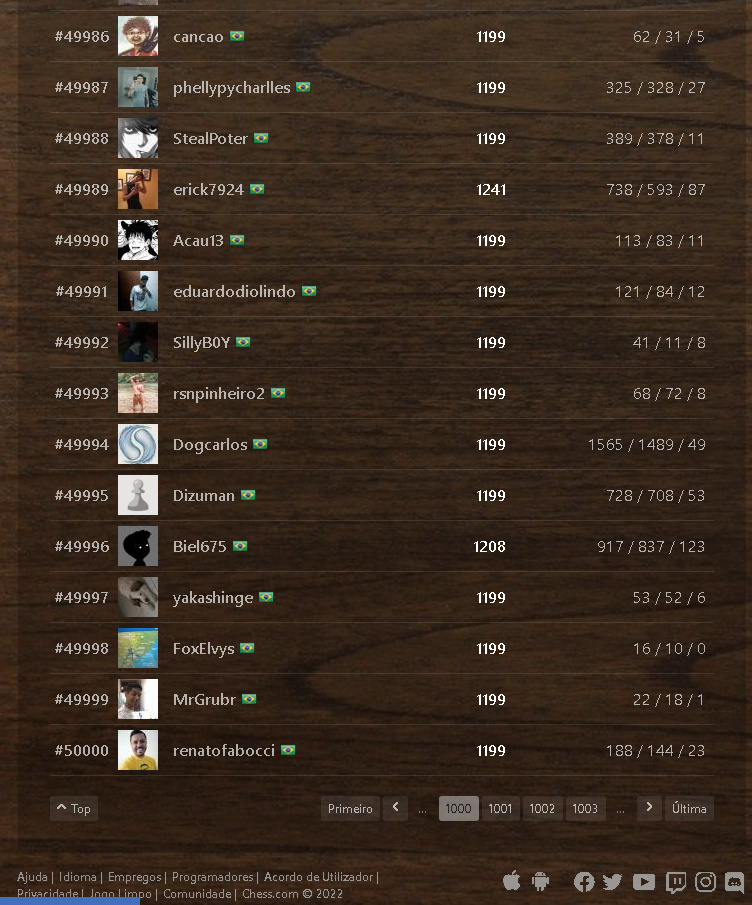 #49986 cancao 1199 62 / 31 / 5
#49987 phellypycharlles 1199 325 / 328 / 27
#49988 StealPoter 1199 389 / 378 / 11
#49989 erick7924 1241 738 / 593 / 87
#49990 Acau13 1199 113 / 83 / 11
#49991 eduardodiolindo 1199 121 / 84 / 12
#49992 SillyB0Y 1199 41 / 11 / 8
#49993 rsnpinheiro2 1199 68 / 72 / 8
#49994 Dogcarlos 1199 1565 / 1489 / 49
#49995 Dizuman 1199 728 / 708 / 53
#49996 Biel675 1208 917 / 837 / 123
#49997 yakashinge 1199 53 / 52 / 6
#49998 FoxElvys 1199 16 / 10 / 0
#49999 MrGrubr 1199 22 / 18 / 1
#50000 renatofabocci 1199 188 / 144 / 23
Top Primeiro ... 1000 1001 1002 1003 ... Última
Ajuda | Idioma | Empregos | Programadores | Acordo de Utilizador |
Privacidade | Jogo Limpo | Comunidade | Chess.com © 2022